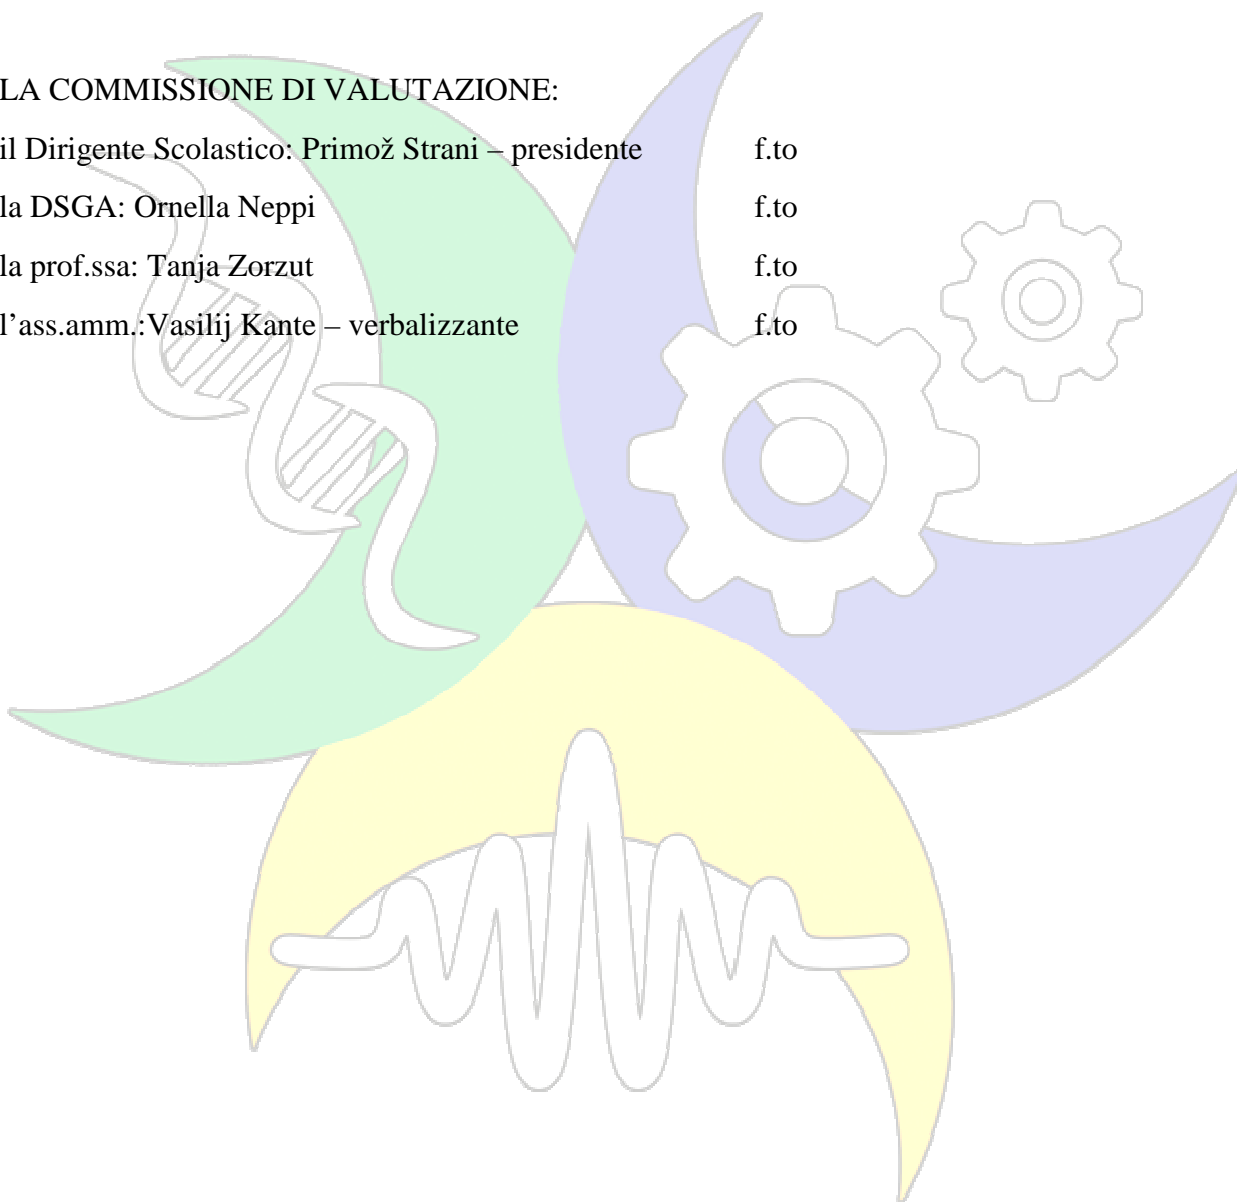 LA COMMISSIONE DI VALUTAZIONE:
il Dirigente Scolastico: Primož Strani – presidente f.to
la DSGA: Ornella Neppi f.to
la prof.ssa: Tanja Zorzut f.to
l’ass.amm.:Vasilij Kante – verbalizzante f.to